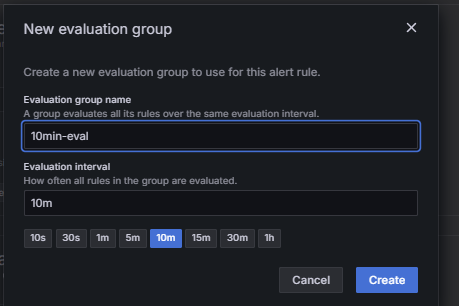 New evaluation group
Create a new evaluation group to use for this alert rule.
Evaluation group name
A group evaluates all its rules over the same evaluation interval.
10min-eval
Evaluation interval
How often all rules in the group are evaluated.
10m
10s 30s 1m 5m 10m 15m 30m 1h
Cancel Create